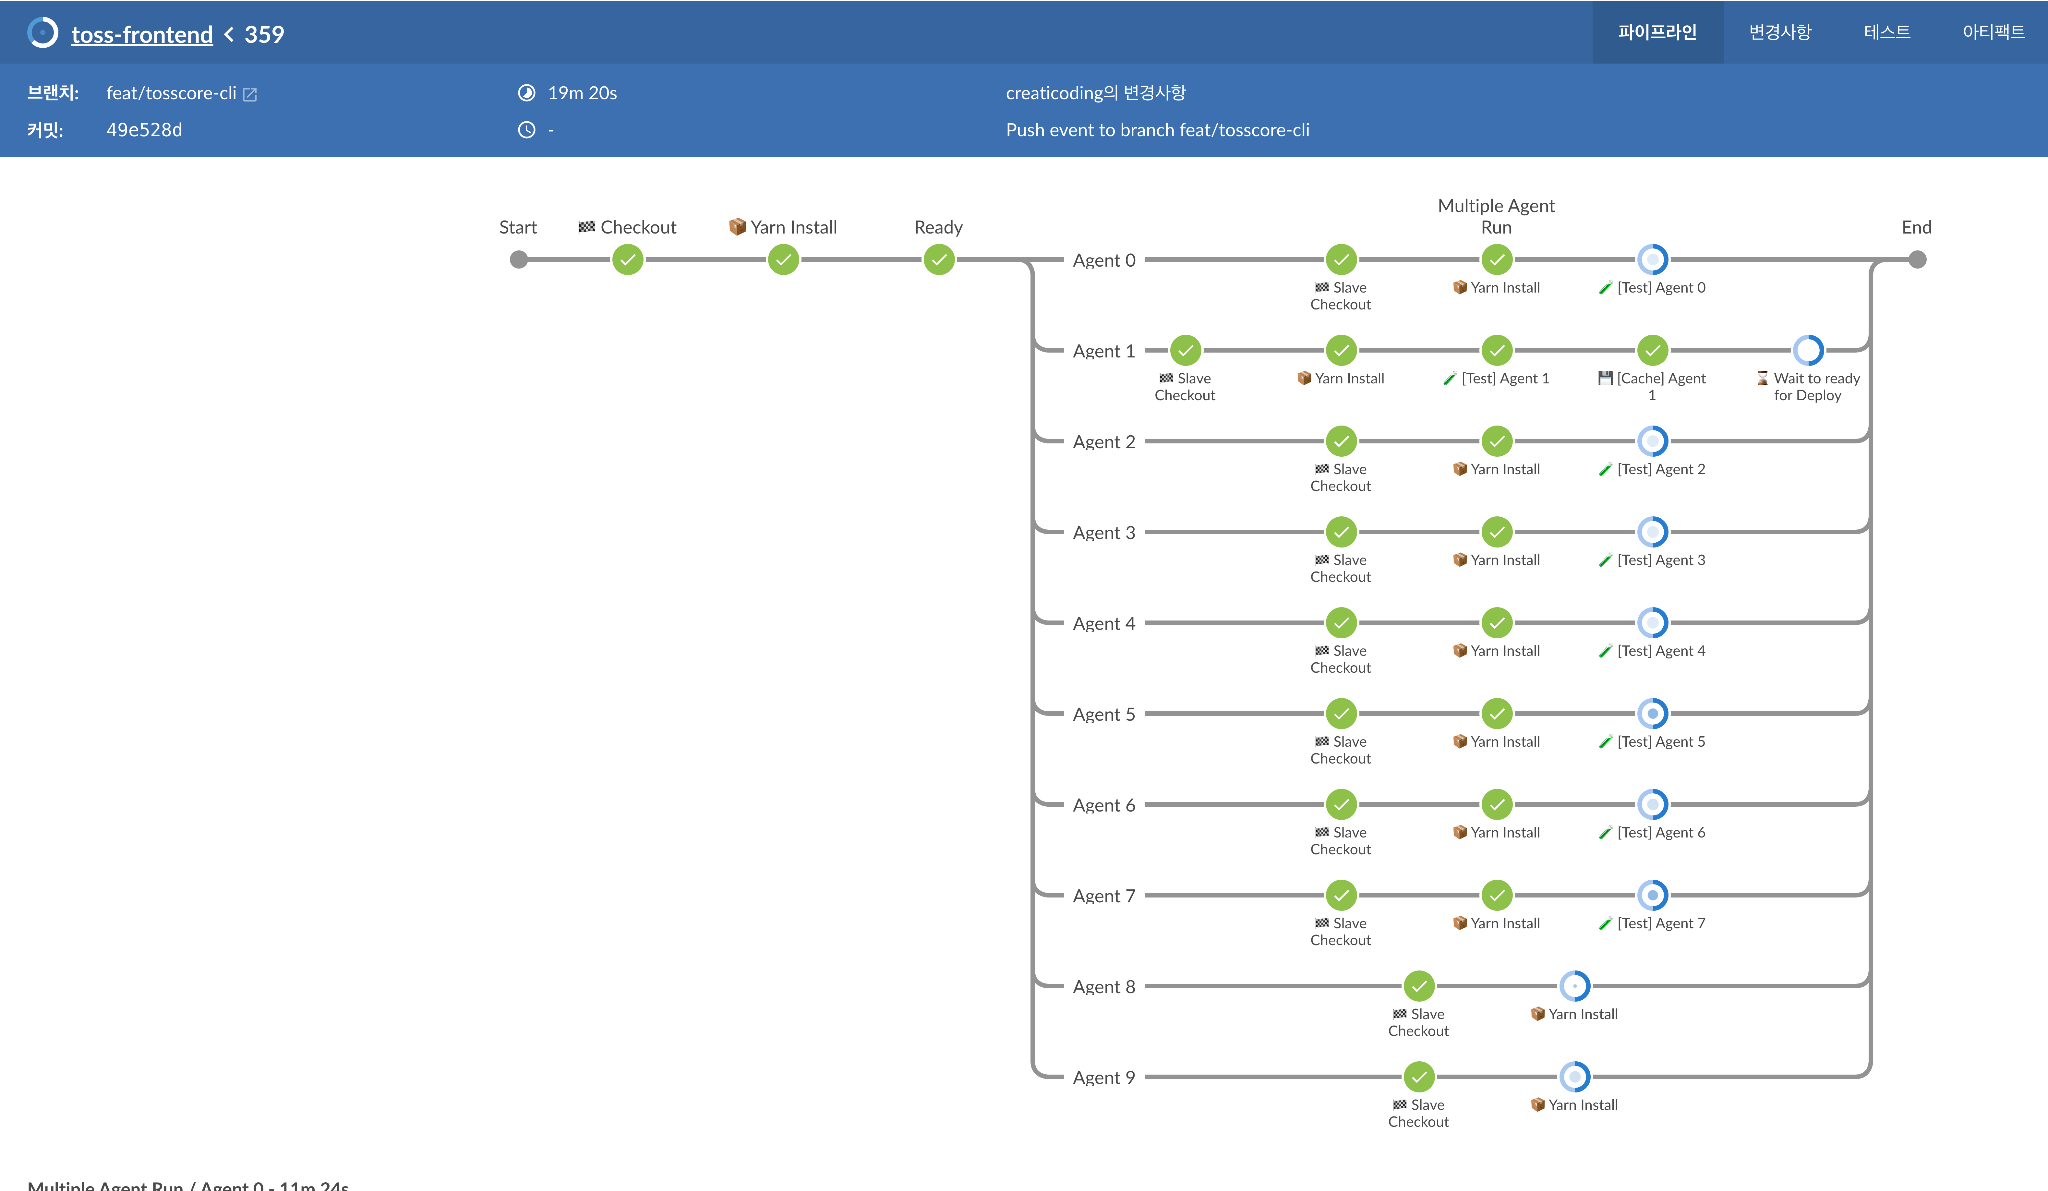 toss-frontend < 359
파이프라인
변경사항
테스트
아티팩트
브랜치: feat/tosscore-cli
19m 20s
creaticoding의 변경사항
커밋: 49e528d
-
Push event to branch feat/tosscore-cli
Start
Checkout
Yarn Install
Ready
Multiple Agent
Run
End
Agent 0
Slave
Checkout
Yarn Install
[Test] Agent 0
Agent 1
Slave
Checkout
Yarn Install
[Test] Agent 1
[Cache] Agent
1
Wait to ready
for Deploy
Agent 2
Slave
Checkout
Yarn Install
[Test] Agent 2
Agent 3
Slave
Checkout
Yarn Install
[Test] Agent 3
Agent 4
Slave
Checkout
Yarn Install
[Test] Agent 4
Agent 5
Slave
Checkout
Yarn Install
[Test] Agent 5
Agent 6
Slave
Checkout
Yarn Install
[Test] Agent 6
Agent 7
Slave
Checkout
Yarn Install
[Test] Agent 7
Agent 8
Slave
Checkout
Yarn Install
Agent 9
Slave
Checkout
Yarn Install
Multiple Agent Run / Agent 0 - 11m 24s